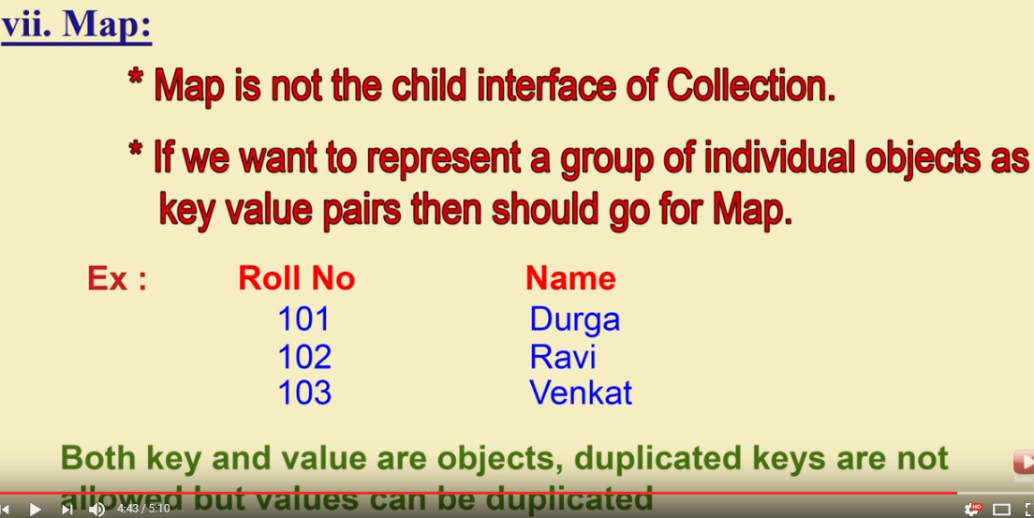 vii. Map:
* Map is not the child interface of Collection.
* If we want to represent a group of individual objects as
key value pairs then should go for Map.
Ex : Roll No Name
101 Durga
102 Ravi
103 Venkat
Both key and value are objects, duplicated keys are not
allowed but values can be duplicated
4:43 / 5:10
HD